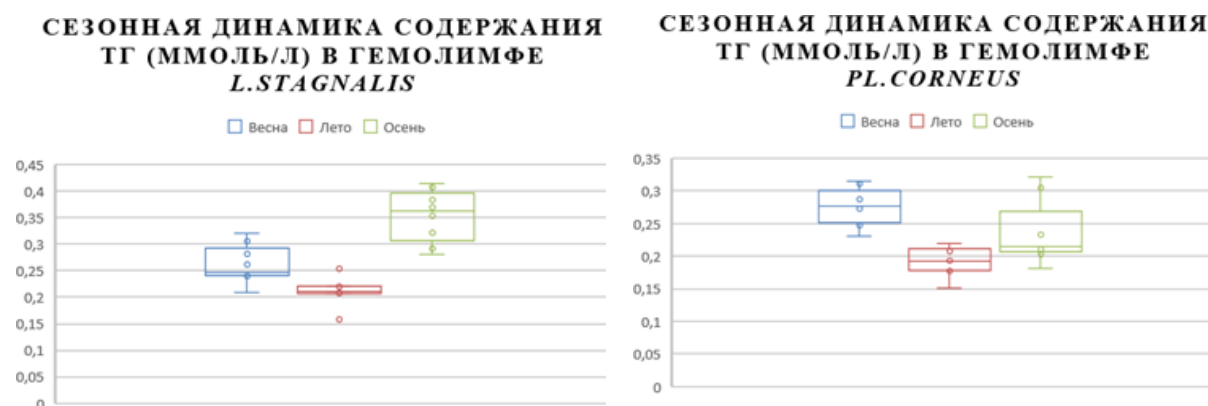 СЕЗОННАЯ ДИНАМИКА СОДЕРЖАНИЯ
ТГ (ММОЛЬ/Л) В ГЕМОЛИМФЕ
L.STAGNALIS
Весна Лето Осень
0,45
0,4
0,35
0,3
0,25
0,2
0,15
0,1
0,05
0
СЕЗОННАЯ ДИНАМИКА СОДЕРЖАНИЯ
ТГ (ММОЛЬ/Л) В ГЕМОЛИМФЕ
PL.CORNEUS
Весна Лето Осень
0,35
0,3
0,25
0,2
0,15
0,1
0,05
0